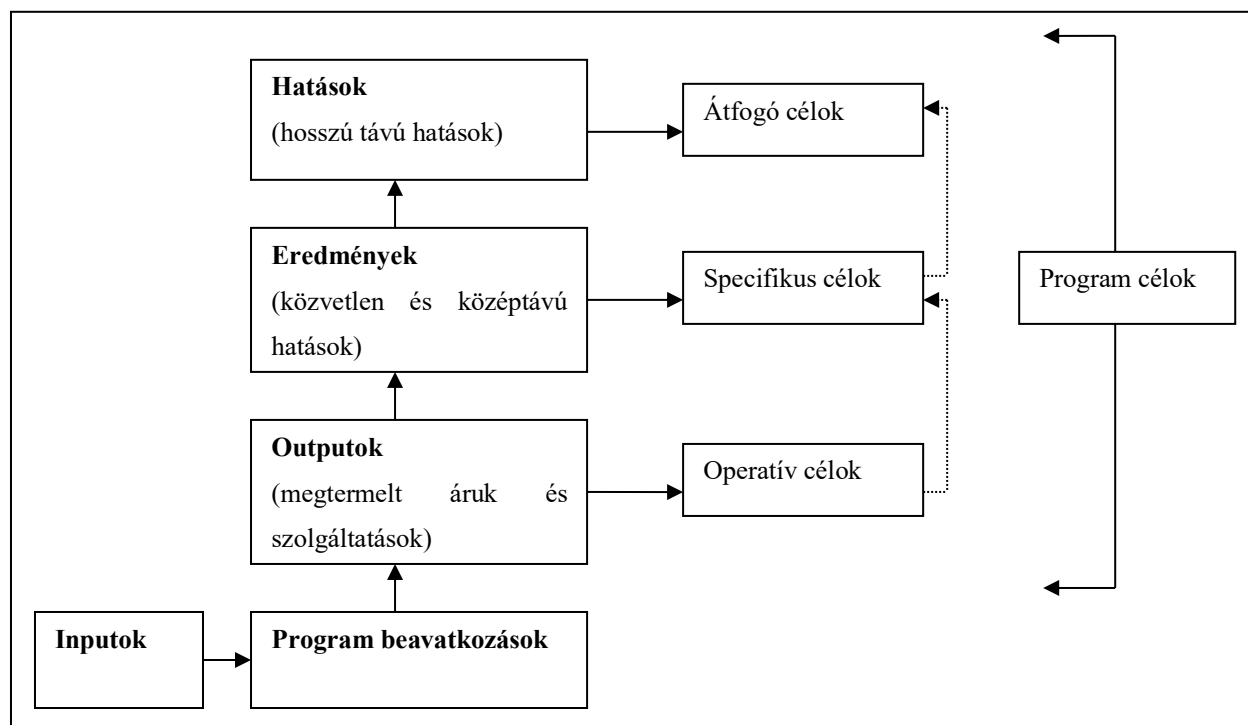 Hatások
(hosszú távú hatások)
Átfogó célok
Eredmények
(közvetlen és középtávú
hatások)
Specifikus célok
Program célok
Outputok
(megtermelt áruk és
szolgáltatások)
Operatív célok
Inputok
Program beavatkozások